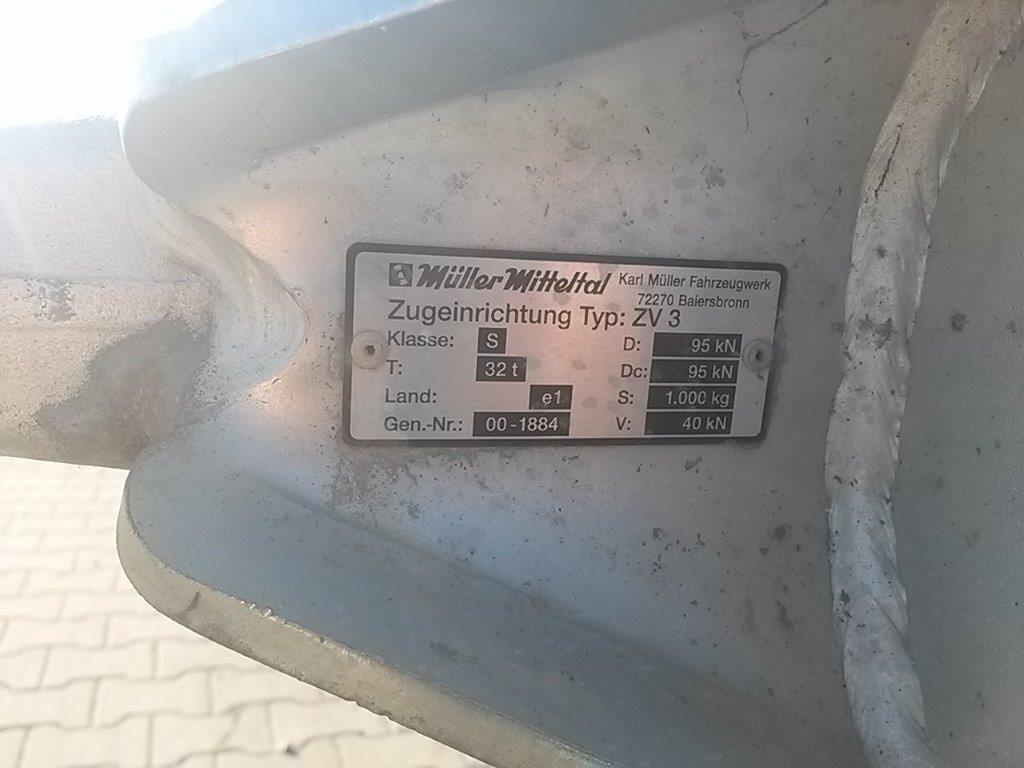 Müller Mitteltal Karl Müller Fahrzeugwerk
72270 Baiersbronn
Zugeinrichtung Typ: ZV 3
Klasse: S D: 95 kN
T: 32 t Dc: 95 kN
Land: e1 S: 1.000 kg
Gen.-Nr.: 00-1884 V: 40 kN